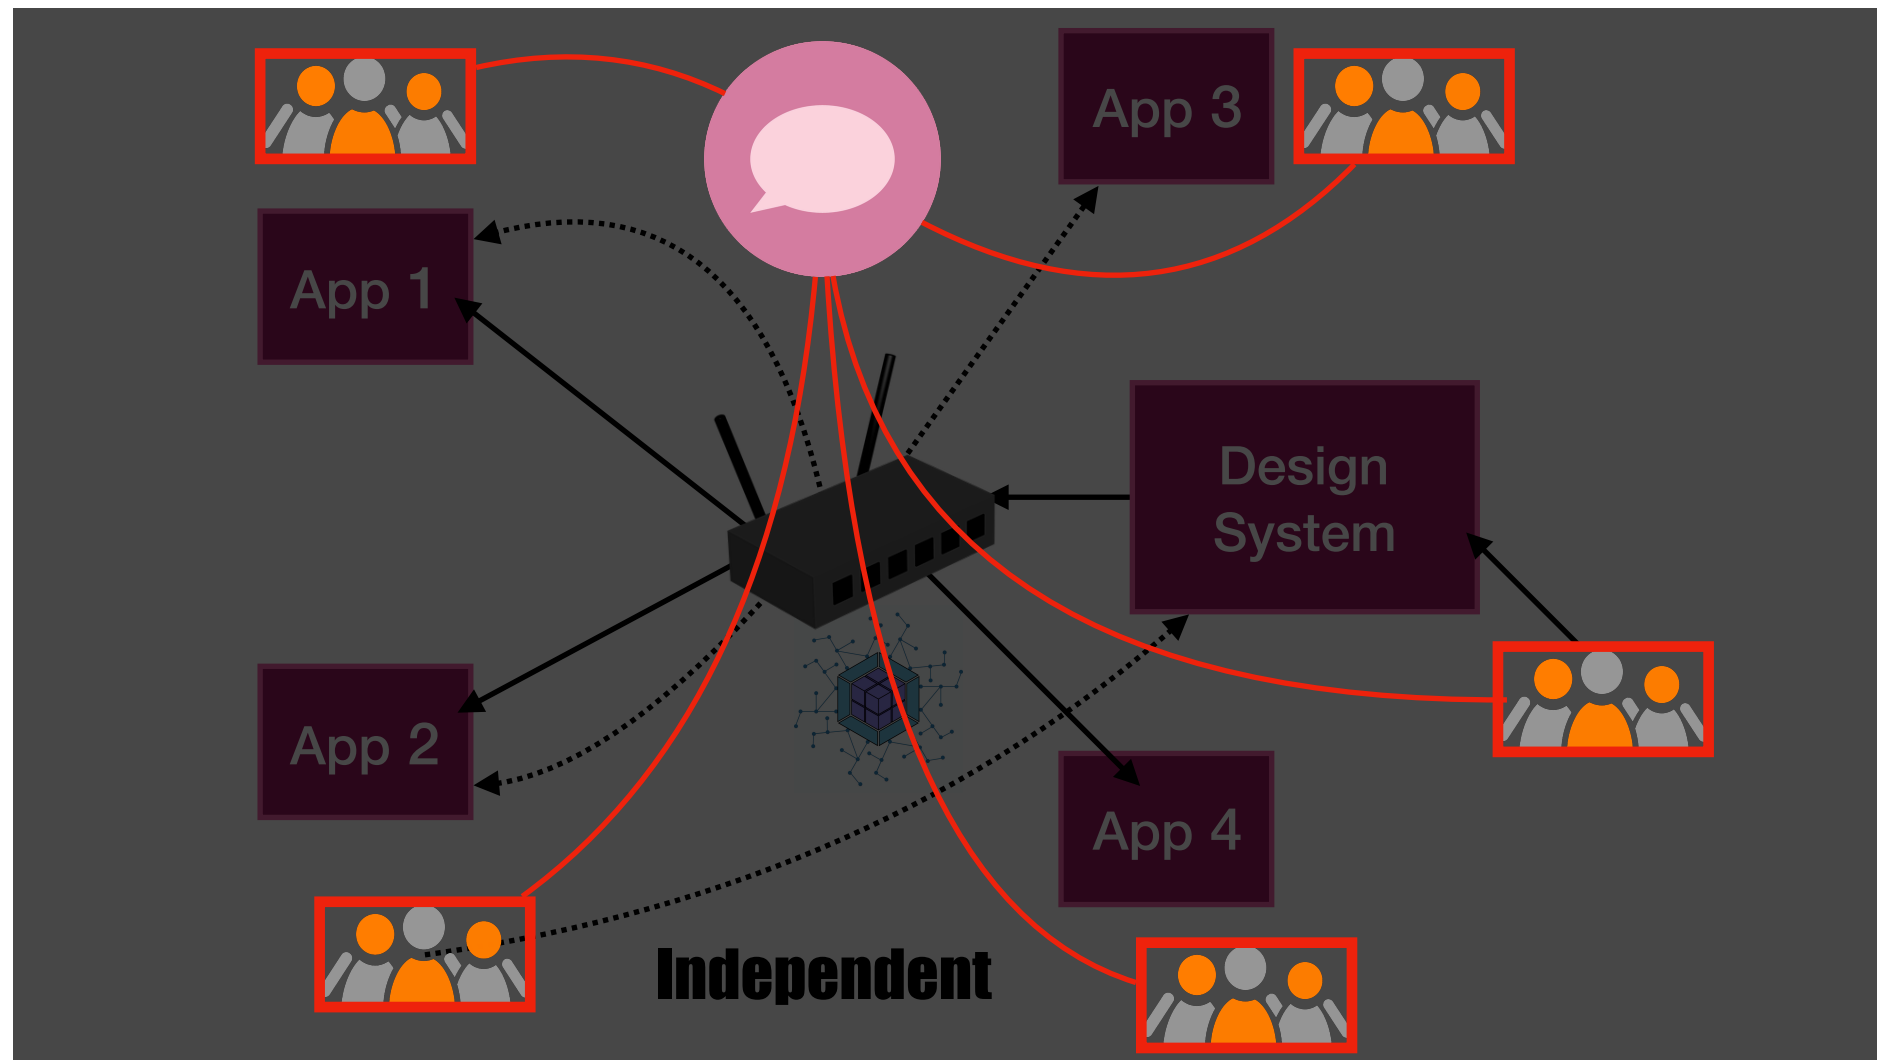 App 3
App 1
Design
System
App 2
App 4
Independent